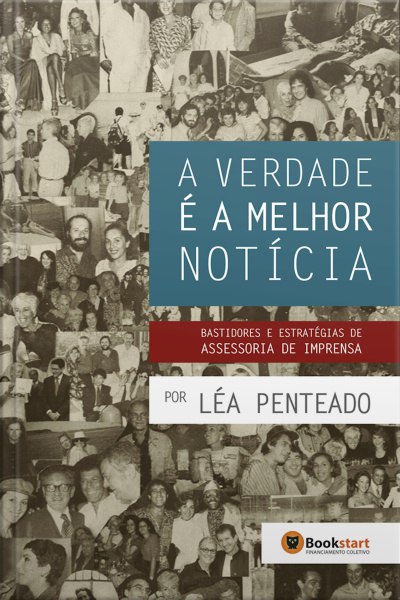 A VERDADE
É A MELHOR
NOTÍCIA
BASTIDORES E ESTRATÉGIAS DE
ASSESSORIA DE IMPRENSA
POR LÉA PENTEADO
Bookstart
FINANCIAMENTO COLETIVO